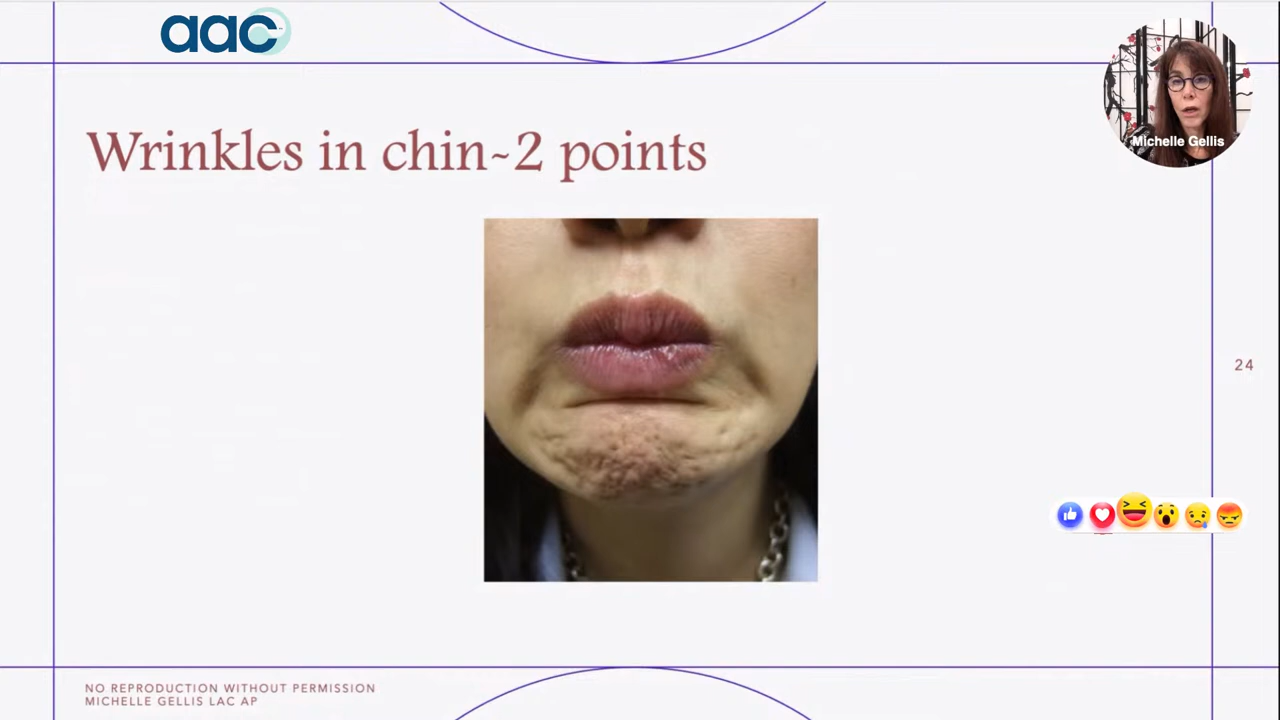 aac
Michelle Gellis
Wrinkles in chin~2 points
24
NO REPRODUCTION WITHOUT PERMISSION
MICHELLE GELLIS LAC AP